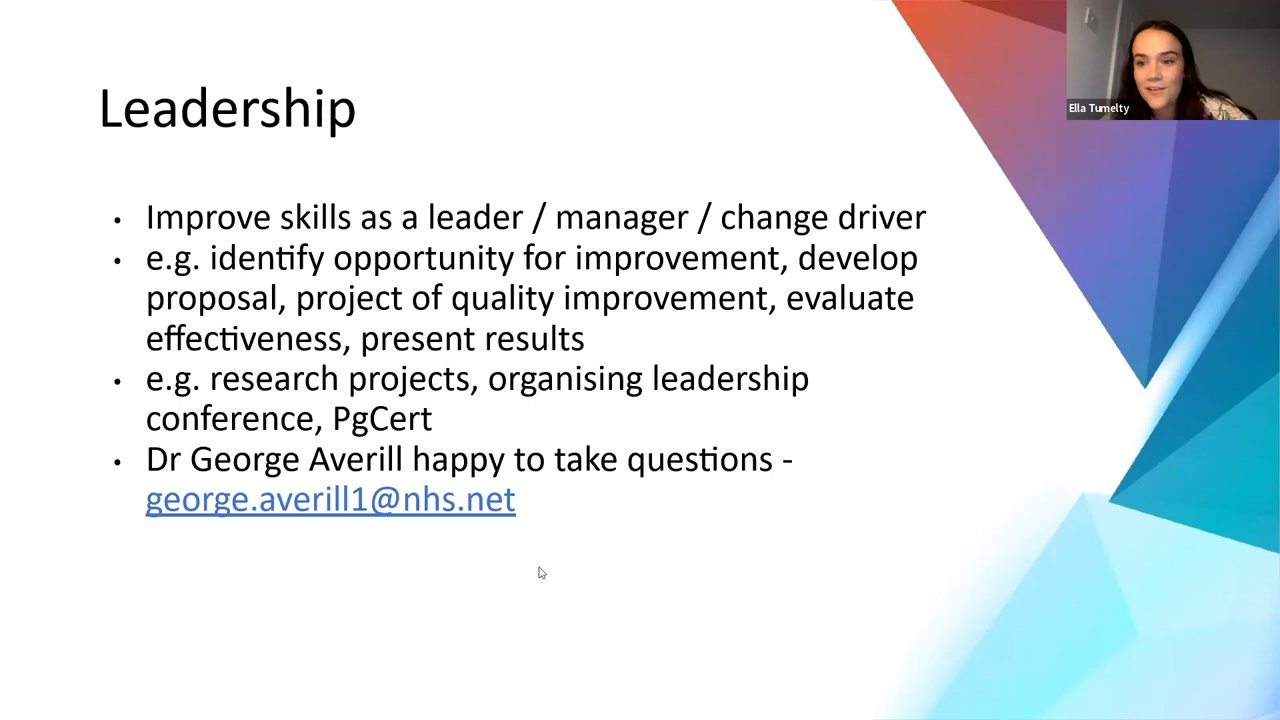 Leadership
Ella Tumelty
• Improve skills as a leader / manager / change driver
• e.g. identify opportunity for improvement, develop
proposal, project of quality improvement, evaluate
effectiveness, present results
• e.g. research projects, organising leadership
conference, PgCert
• Dr George Averill happy to take questions -
george.averill1@nhs.net